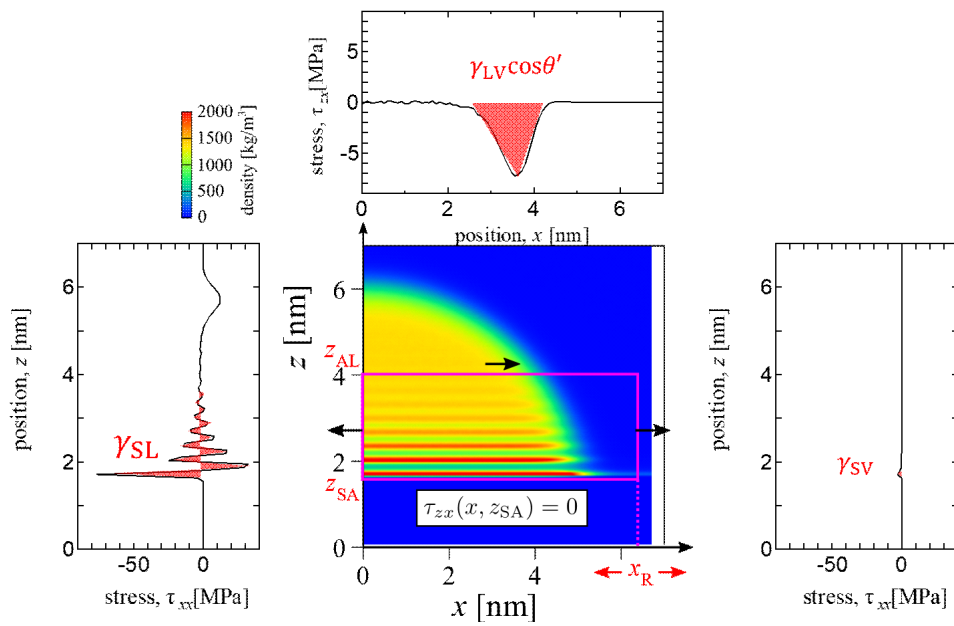 5
0
-5
stress, τzx[MPa]
γLVcosθ′
0
2
4
6
position, x [nm]
2000
1500
1000
500
0
density [kg/m³]
6
4
2
0
position, z [nm]
γSL
-50
0
stress, τxx[MPa]
z [nm]
6
zAL
4
2
zSA
0
τzx(x, zSA) = 0
0
2
4
xR
x [nm]
6
4
2
0
position, z [nm]
γSV
-50
0
stress, τxx[MPa]